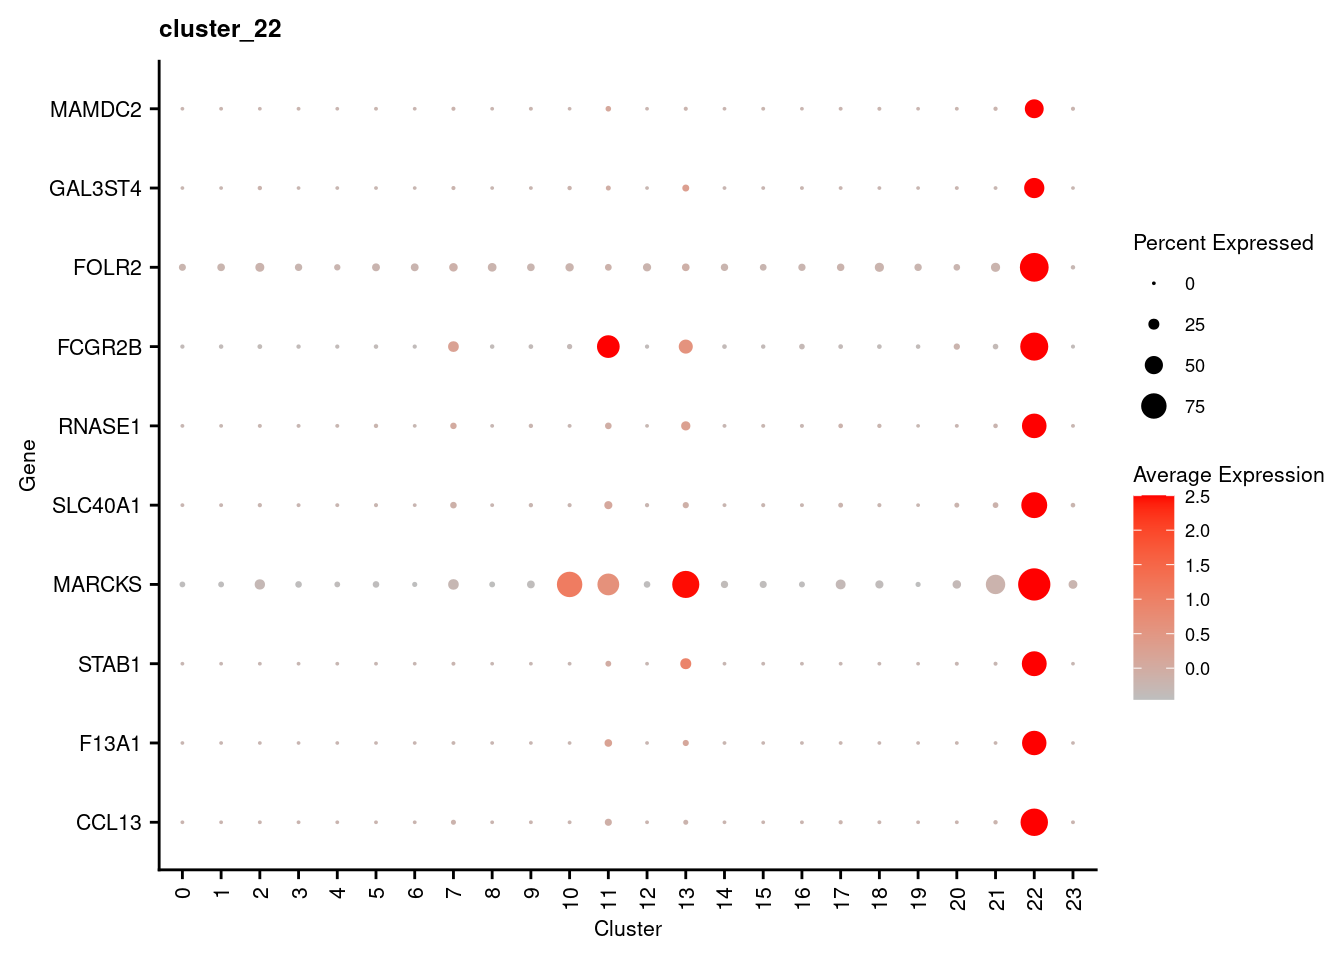 cluster_22
MAMDC2
GAL3ST4
FOLR2
FCGR2B
RNASE1
SLC40A1
MARCKS
STAB1
F13A1
CCL13
Gene
0 1 2 3 4 5 6 7 8 9 10 11 12 13 14 15 16 17 18 19 20 21 22 23
Cluster
Percent Expressed
0
25
50
75
Average Expression
2.5
2.0
1.5
1.0
0.5
0.0